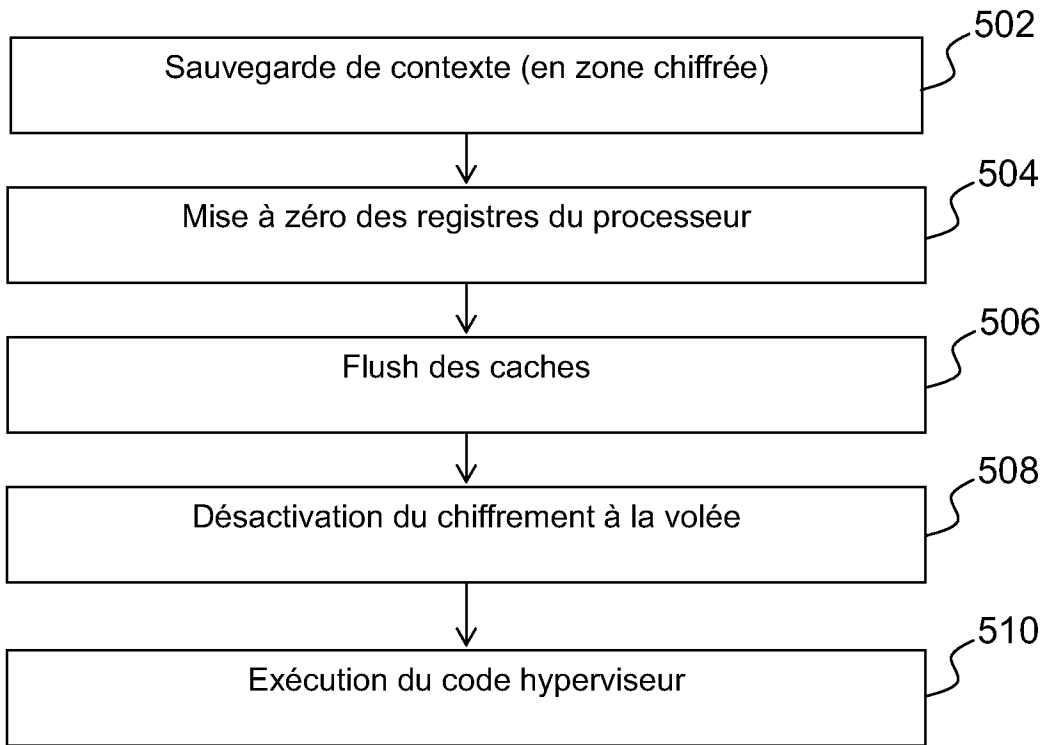 502
Sauvegarde de contexte (en zone chiffrée)
504
Mise à zéro des registres du processeur
506
Flush des caches
508
Désactivation du chiffrement à la volée
510
Exécution du code hyperviseur